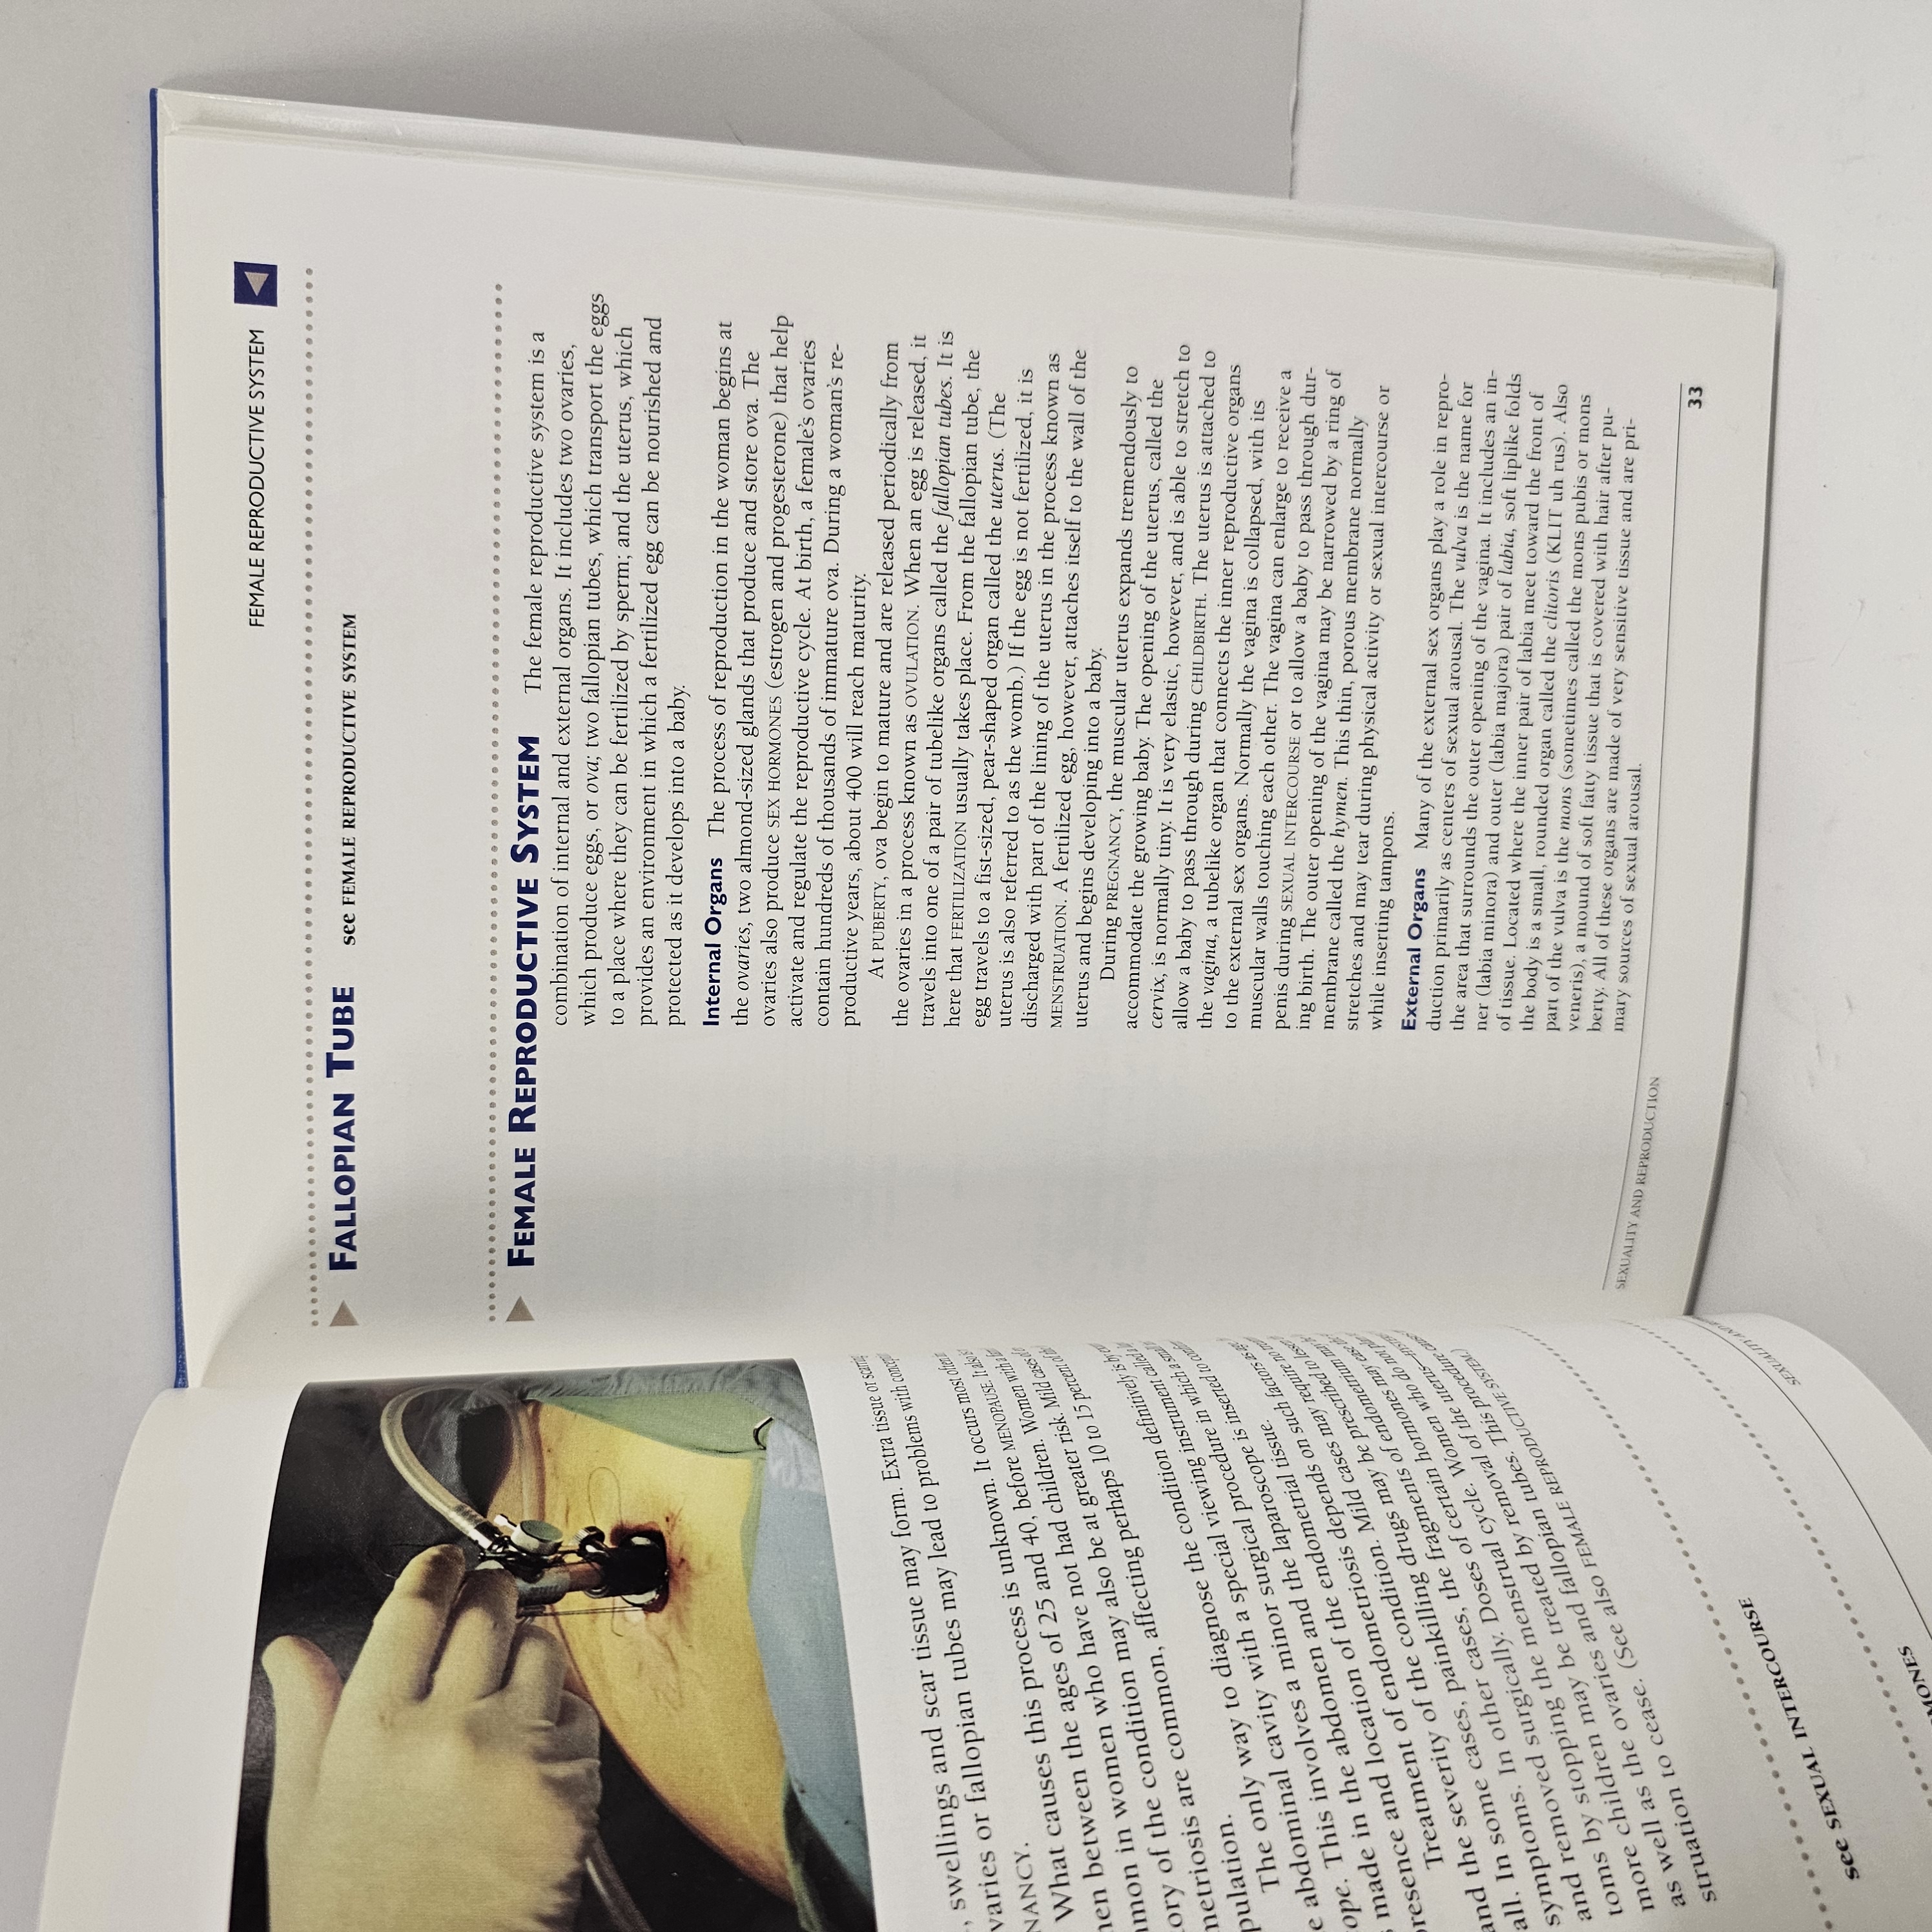 , swellings and scar tissue may form. Extra tissue or scarring
varies or fallopian tubes may lead to problems with
NANCY.
What causes this process is unknown. It occurs most often
between the ages of 25 and 40, before MENOPAUSE. It also
in women who have not had children. Women with a
of the condition may also be at greater risk. Mild cases of
metriosis are common, affecting perhaps 10 to 15 percent of the
pulation.
The only way to diagnose the condition definitively is by
abdominal cavity with a special viewing instrument called a
ope. This involves a minor surgical procedure in which a small
made in the abdomen and the laparoscope is inserted to
presence and location of the endometrial tissue.
Treatment of endometriosis depends on such factors as age
and the severity of the condition. Mild cases may require no
all. In some cases, painkilling drugs may be prescribed to lessen
symptoms. In other cases, the fragments of endometrium may be
and removed surgically. Doses of certain hormones may ease the
toms by stopping the menstrual cycle. Women who do not plan
more children may be treated by removal of the uterus—
as well as the ovaries and fallopian tubes. This procedure causes
struation to cease. (See also FEMALE REPRODUCTIVE SYSTEM.)
see SEXUAL INTERCOURSE
MONES
SEXUALITY AND
FEMALE REPRODUCTIVE SYSTEM
FALLOPIAN TUBE see FEMALE REPRODUCTIVE SYSTEM
FEMALE REPRODUCTIVE SYSTEM The female reproductive system is a
combination of internal and external organs. It includes two ovaries,
which produce eggs, or ova; two fallopian tubes, which transport the eggs
to a place where they can be fertilized by sperm; and the uterus, which
provides an environment in which a fertilized egg can be nourished and
protected as it develops into a baby.
Internal Organs The process of reproduction in the woman begins at
the ovaries, two almond-sized glands that produce and store ova. The
ovaries also produce SEX HORMONES (estrogen and progesterone) that help
activate and regulate the reproductive cycle. At birth, a female's ovaries
contain hundreds of thousands of immature ova. During a woman's re-
productive years, about 400 will reach maturity.
At PUBERTY, ova begin to mature and are released periodically from
the ovaries in a process known as OVULATION. When an egg is released, it
travels into one of a pair of tubelike organs called the fallopian tubes. It is
here that FERTILIZATION usually takes place. From the fallopian tube, the
egg travels to a fist-sized, pear-shaped organ called the uterus. (The
uterus is also referred to as the womb.) If the egg is not fertilized, it is
discharged with part of the lining of the uterus in the process known as
MENSTRUATION. A fertilized egg, however, attaches itself to the wall of the
uterus and begins developing into a baby.
During PREGNANCY, the muscular uterus expands tremendously to
accommodate the growing baby. The opening of the uterus, called the
cervix, is normally tiny. It is very elastic, however, and is able to stretch to
allow a baby to pass through during CHILDBIRTH. The uterus is attached to
the vagina, a tubelike organ that connects the inner reproductive organs
to the external sex organs. Normally the vagina is collapsed, with its
muscular walls touching each other. The vagina can enlarge to receive a
penis during SEXUAL INTERCOURSE or to allow a baby to pass through dur-
ing birth. The outer opening of the vagina may be narrowed by a ring of
membrane called the hymen. This thin, porous membrane normally
stretches and may tear during physical activity or sexual intercourse or
while inserting tampons.
External Organs Many of the external sex organs play a role in repro-
duction primarily as centers of sexual arousal. The vulva is the name for
the area that surrounds the outer opening of the vagina. It includes an in-
ner (labia minora) and outer (labia majora) pair of labia, soft liplike folds
of tissue. Located where the inner pair of labia meet toward the front of
the body is a small, rounded organ called the clitoris (KLIT uh rus). Also
part of the vulva is the mons (sometimes called the mons pubis or mons
veneris), a mound of soft fatty tissue that is covered with hair after pu-
berty. All of these organs are made of very sensitive tissue and are pri-
mary sources of sexual arousal.
SEXUALITY AND REPRODUCTION
33